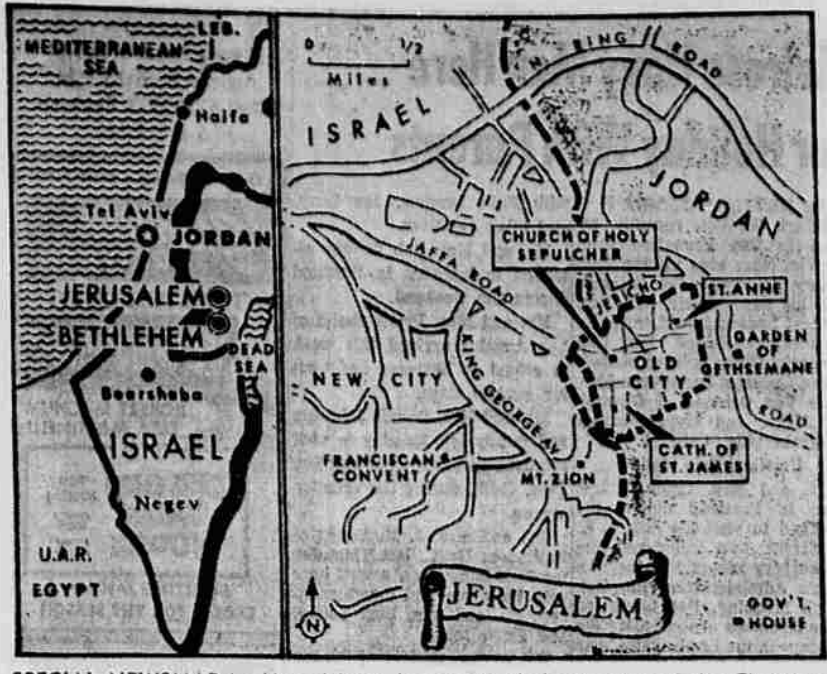 LEB.
MEDITERRANEAN
SEA
Haifa
Tel Aviv
JORDAN
JERUSALEM
BETHLEHEM
DEAD
SEA
Beersheba
ISRAEL
Negev
U.A.R.
EGYPT
0 1/2
Miles
N. RING ROAD
ISRAEL
JORDAN
CHURCH OF HOLY
SEPULCHER
JAFFA ROAD
JERICHO
ROAD
ST. ANNE
OLD
CITY
GARDEN
OF
GETHSEMANE
NEW CITY
KING GEORGE AV.
FRANCISCAN
CONVENT
MT. ZION
CATH. OF
ST. JAMES
N
JERUSALEM
GOV'T.
HOUSE